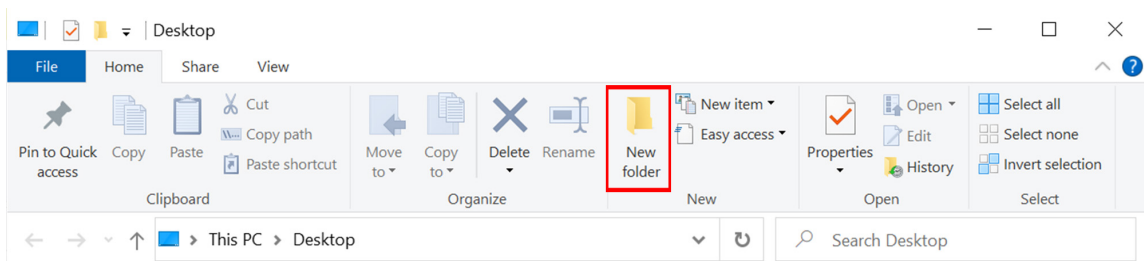 Desktop
File Home Share View
Pin to Quick access
Copy
Paste
Cut
Copy path
Paste shortcut
Clipboard
Move to
Copy to
Delete
Rename
Organize
New folder
New item
Easy access
New
Properties
Open
Edit
History
Open
Select all
Select none
Invert selection
Select
This PC > Desktop
Search Desktop